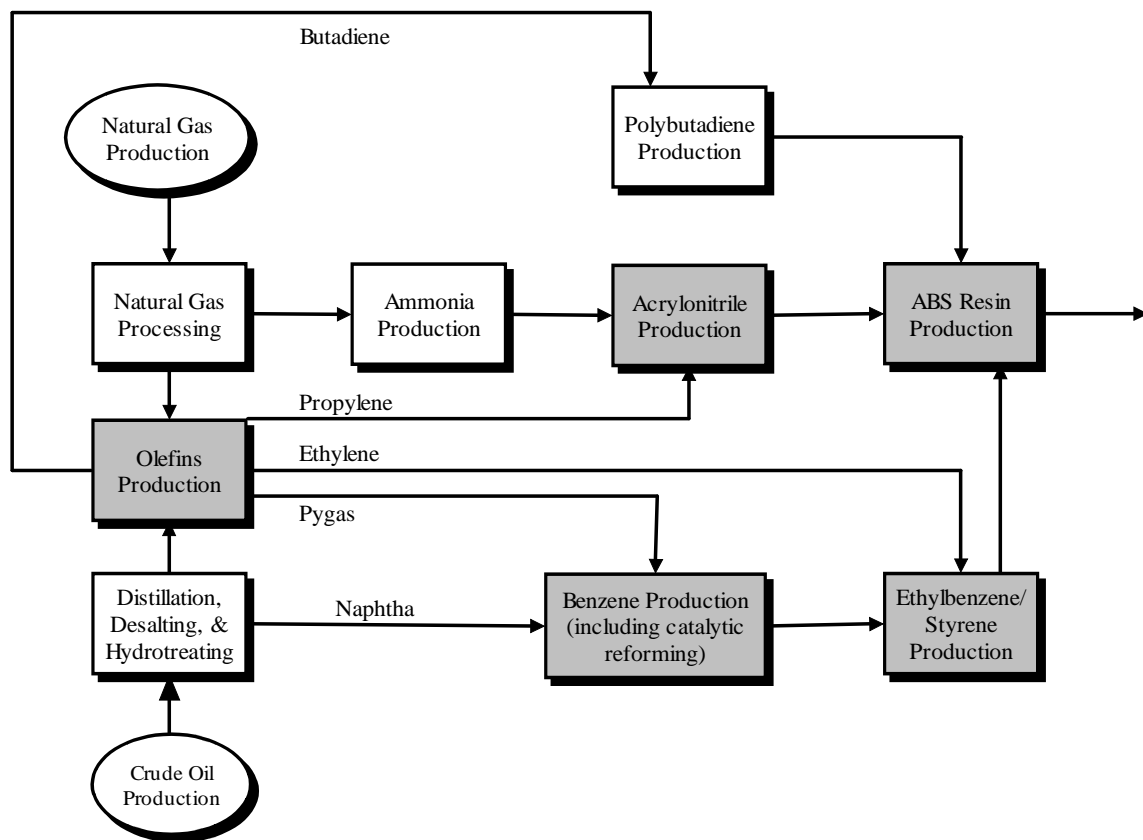 Butadiene
Natural Gas
Production
Polybutadiene
Production
Natural Gas
Processing
Ammonia
Production
Acrylonitrile
Production
ABS Resin
Production
Propylene
Olefins
Production
Ethylene
Pygas
Distillation,
Desalting, &
Hydrotreating
Naphtha
Benzene Production
(including catalytic
reforming)
Ethylbenzene/
Styrene
Production
Crude Oil
Production